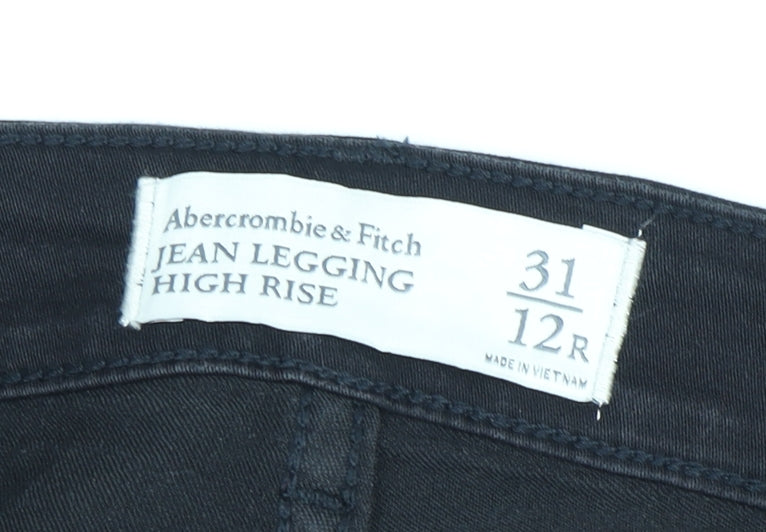 Abercrombie & Fitch
JEAN LEGGING
HIGH RISE
31
12R
MADE IN VIETNAM